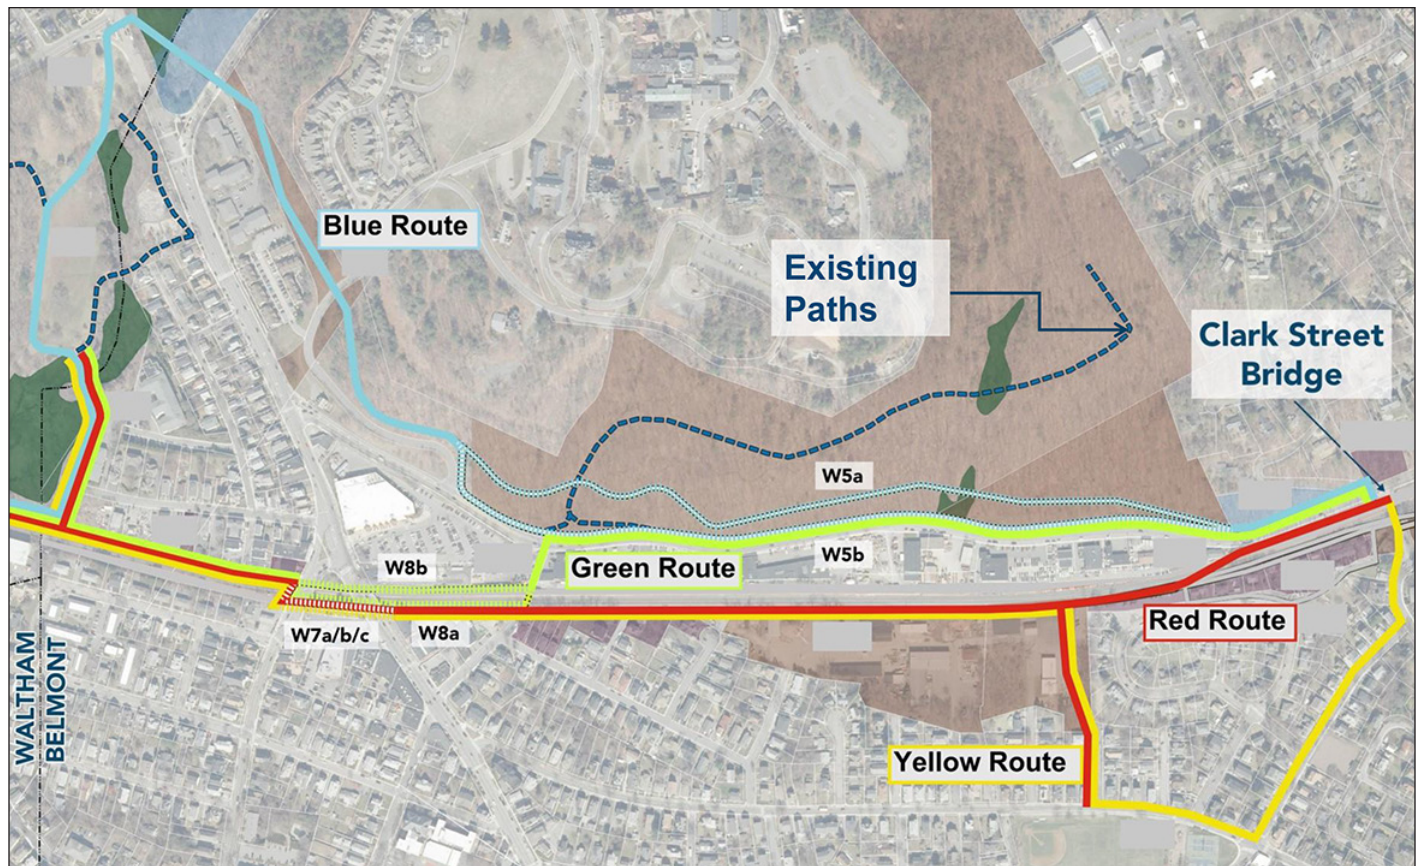 Blue Route
Existing
Paths
Clark Street
Bridge
W5a
W5b
Green Route
W8b
W7a/b/c
W8a
Red Route
Yellow Route
WALTHAM
BELMONT